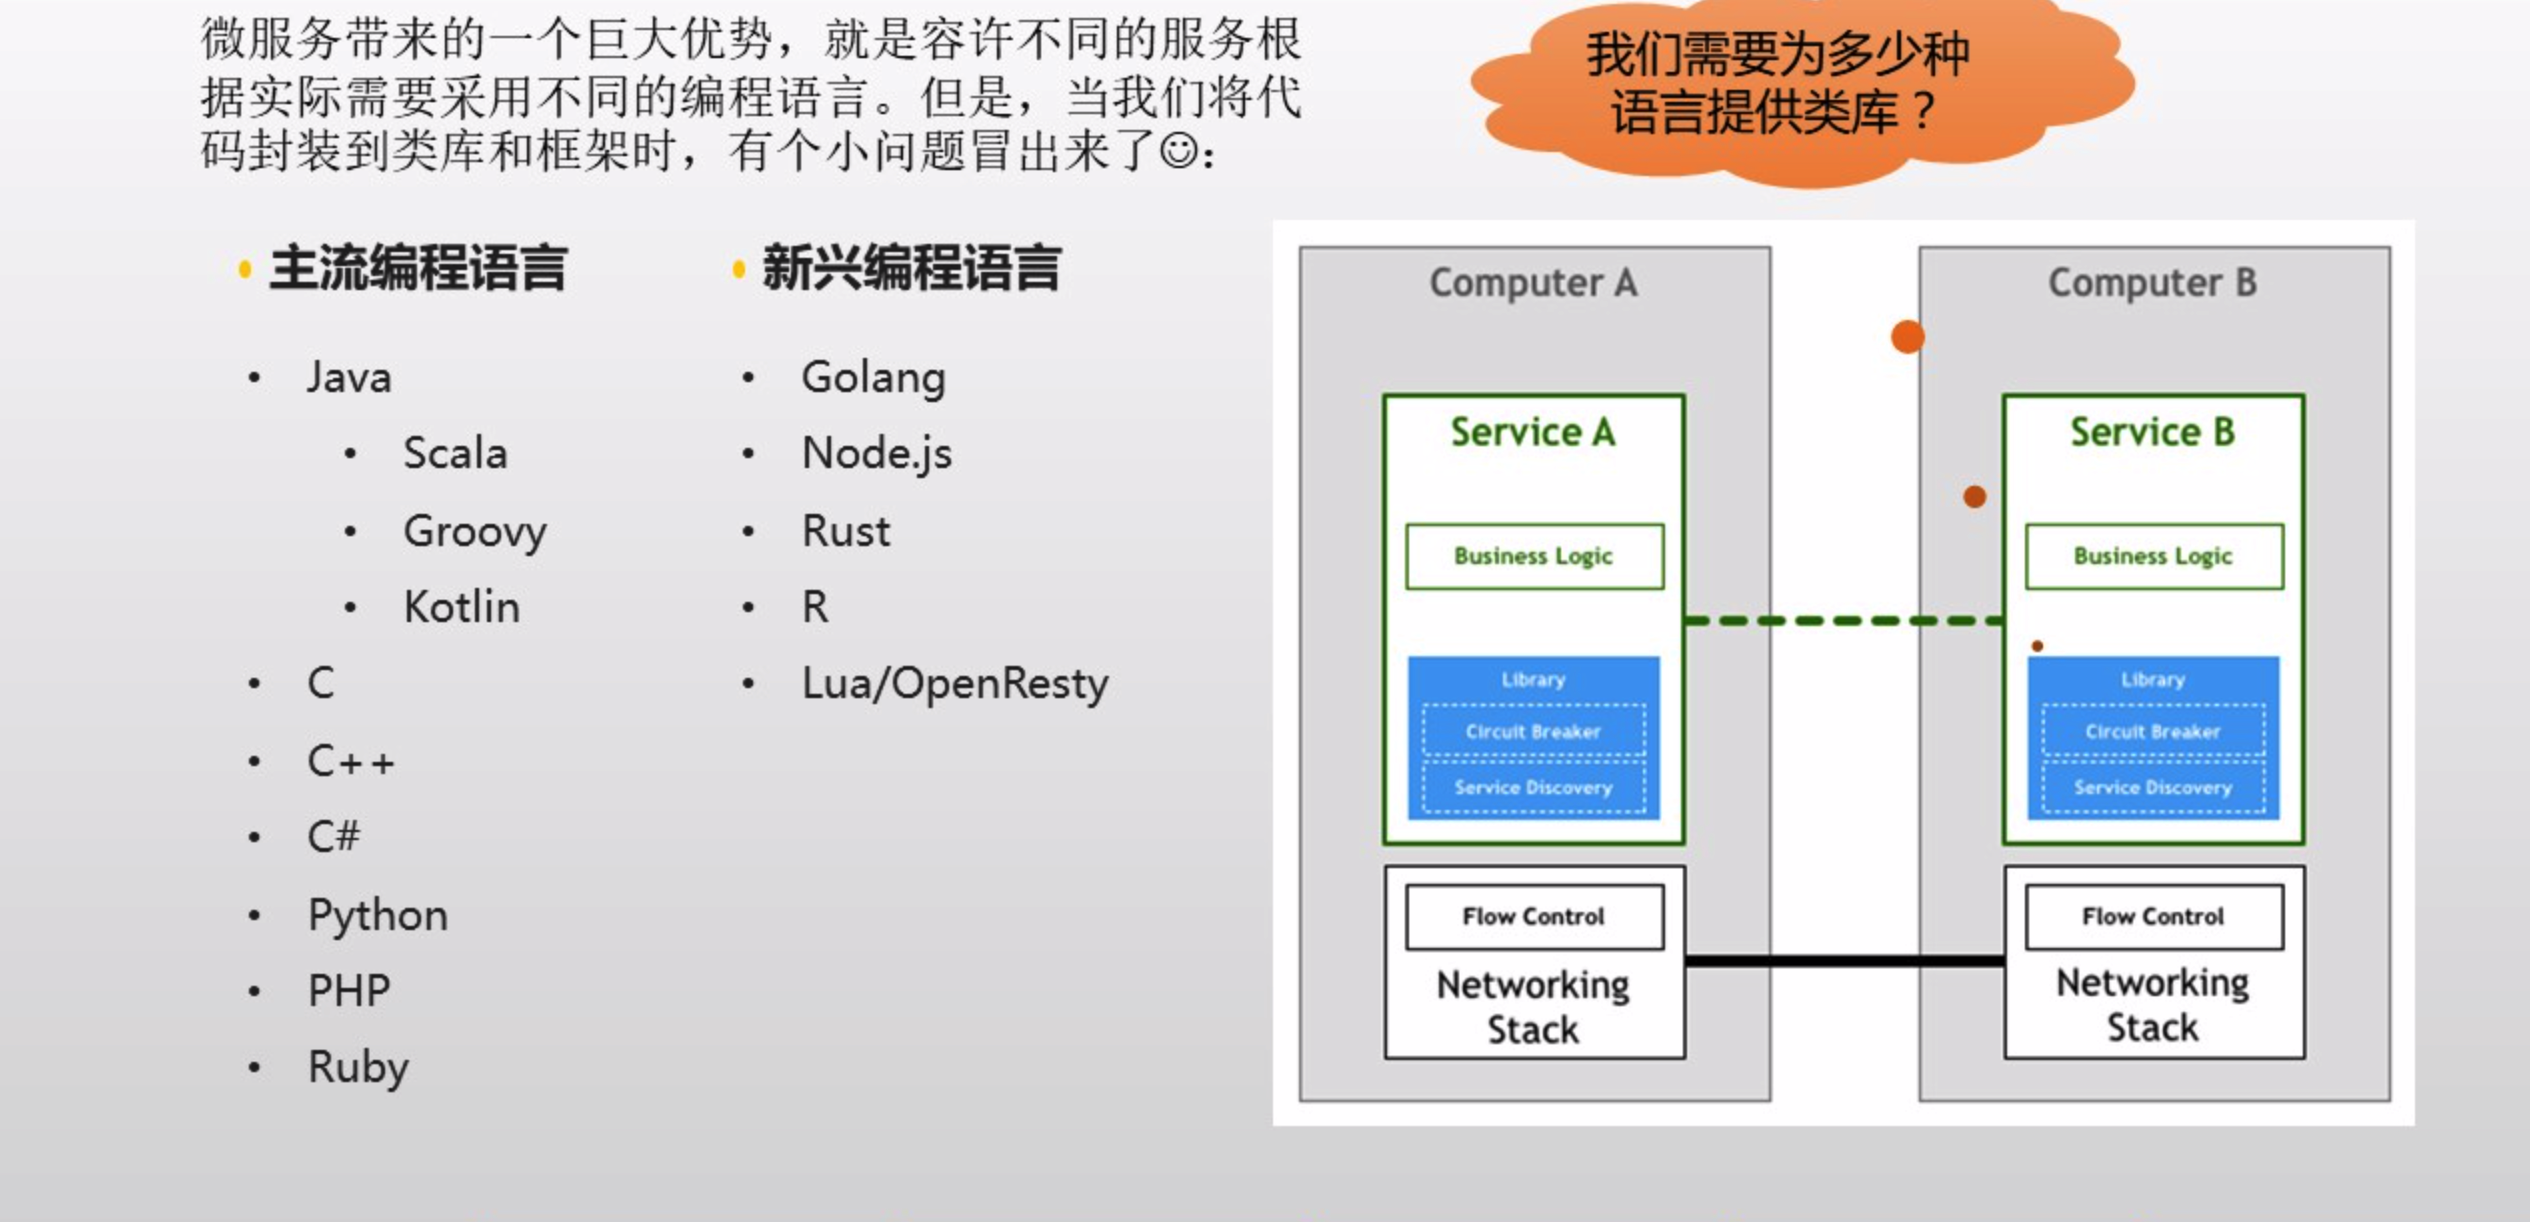 微服务带来的一个巨大优势，就是容许不同的服务根
据实际需要采用不同的编程语言。但是，当我们将代
码封装到类库和框架时，有个小问题冒出来了☺：
我们需要为多少种
语言提供类库？
• 主流编程语言
• Java
• Scala
• Groovy
• Kotlin
• C
• C++
• C#
• Python
• PHP
• Ruby
• 新兴编程语言
• Golang
• Node.js
• Rust
• R
• Lua/OpenResty
Computer A
Service A
Business Logic
Library
Circuit Breaker
Service Discovery
Flow Control
Networking
Stack
Computer B
Service B
Business Logic
Library
Circuit Breaker
Service Discovery
Flow Control
Networking
Stack